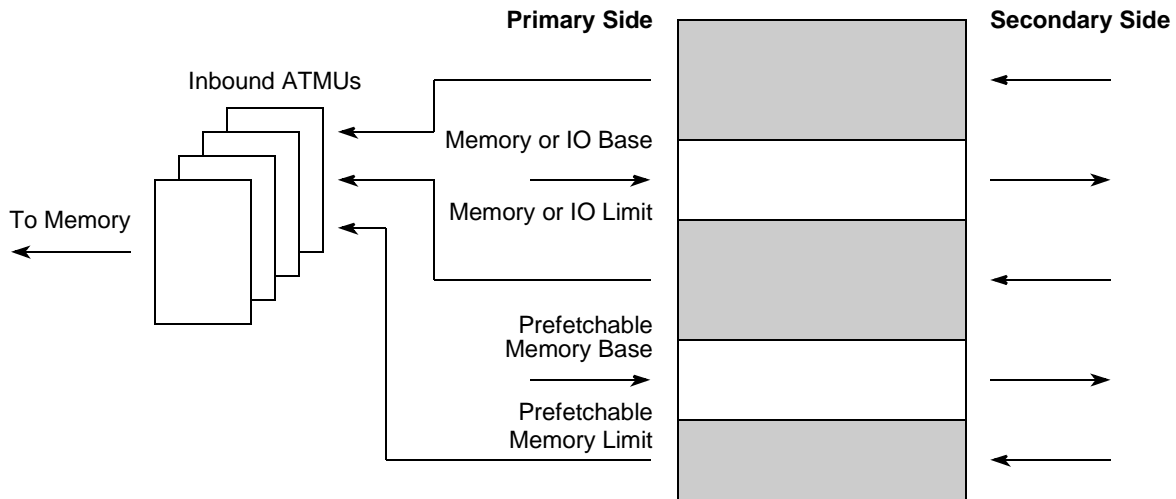 Primary Side
Secondary Side
Inbound ATMUs
Memory or IO Base
Memory or IO Limit
To Memory
Prefetchable
Memory Base
Prefetchable
Memory Limit